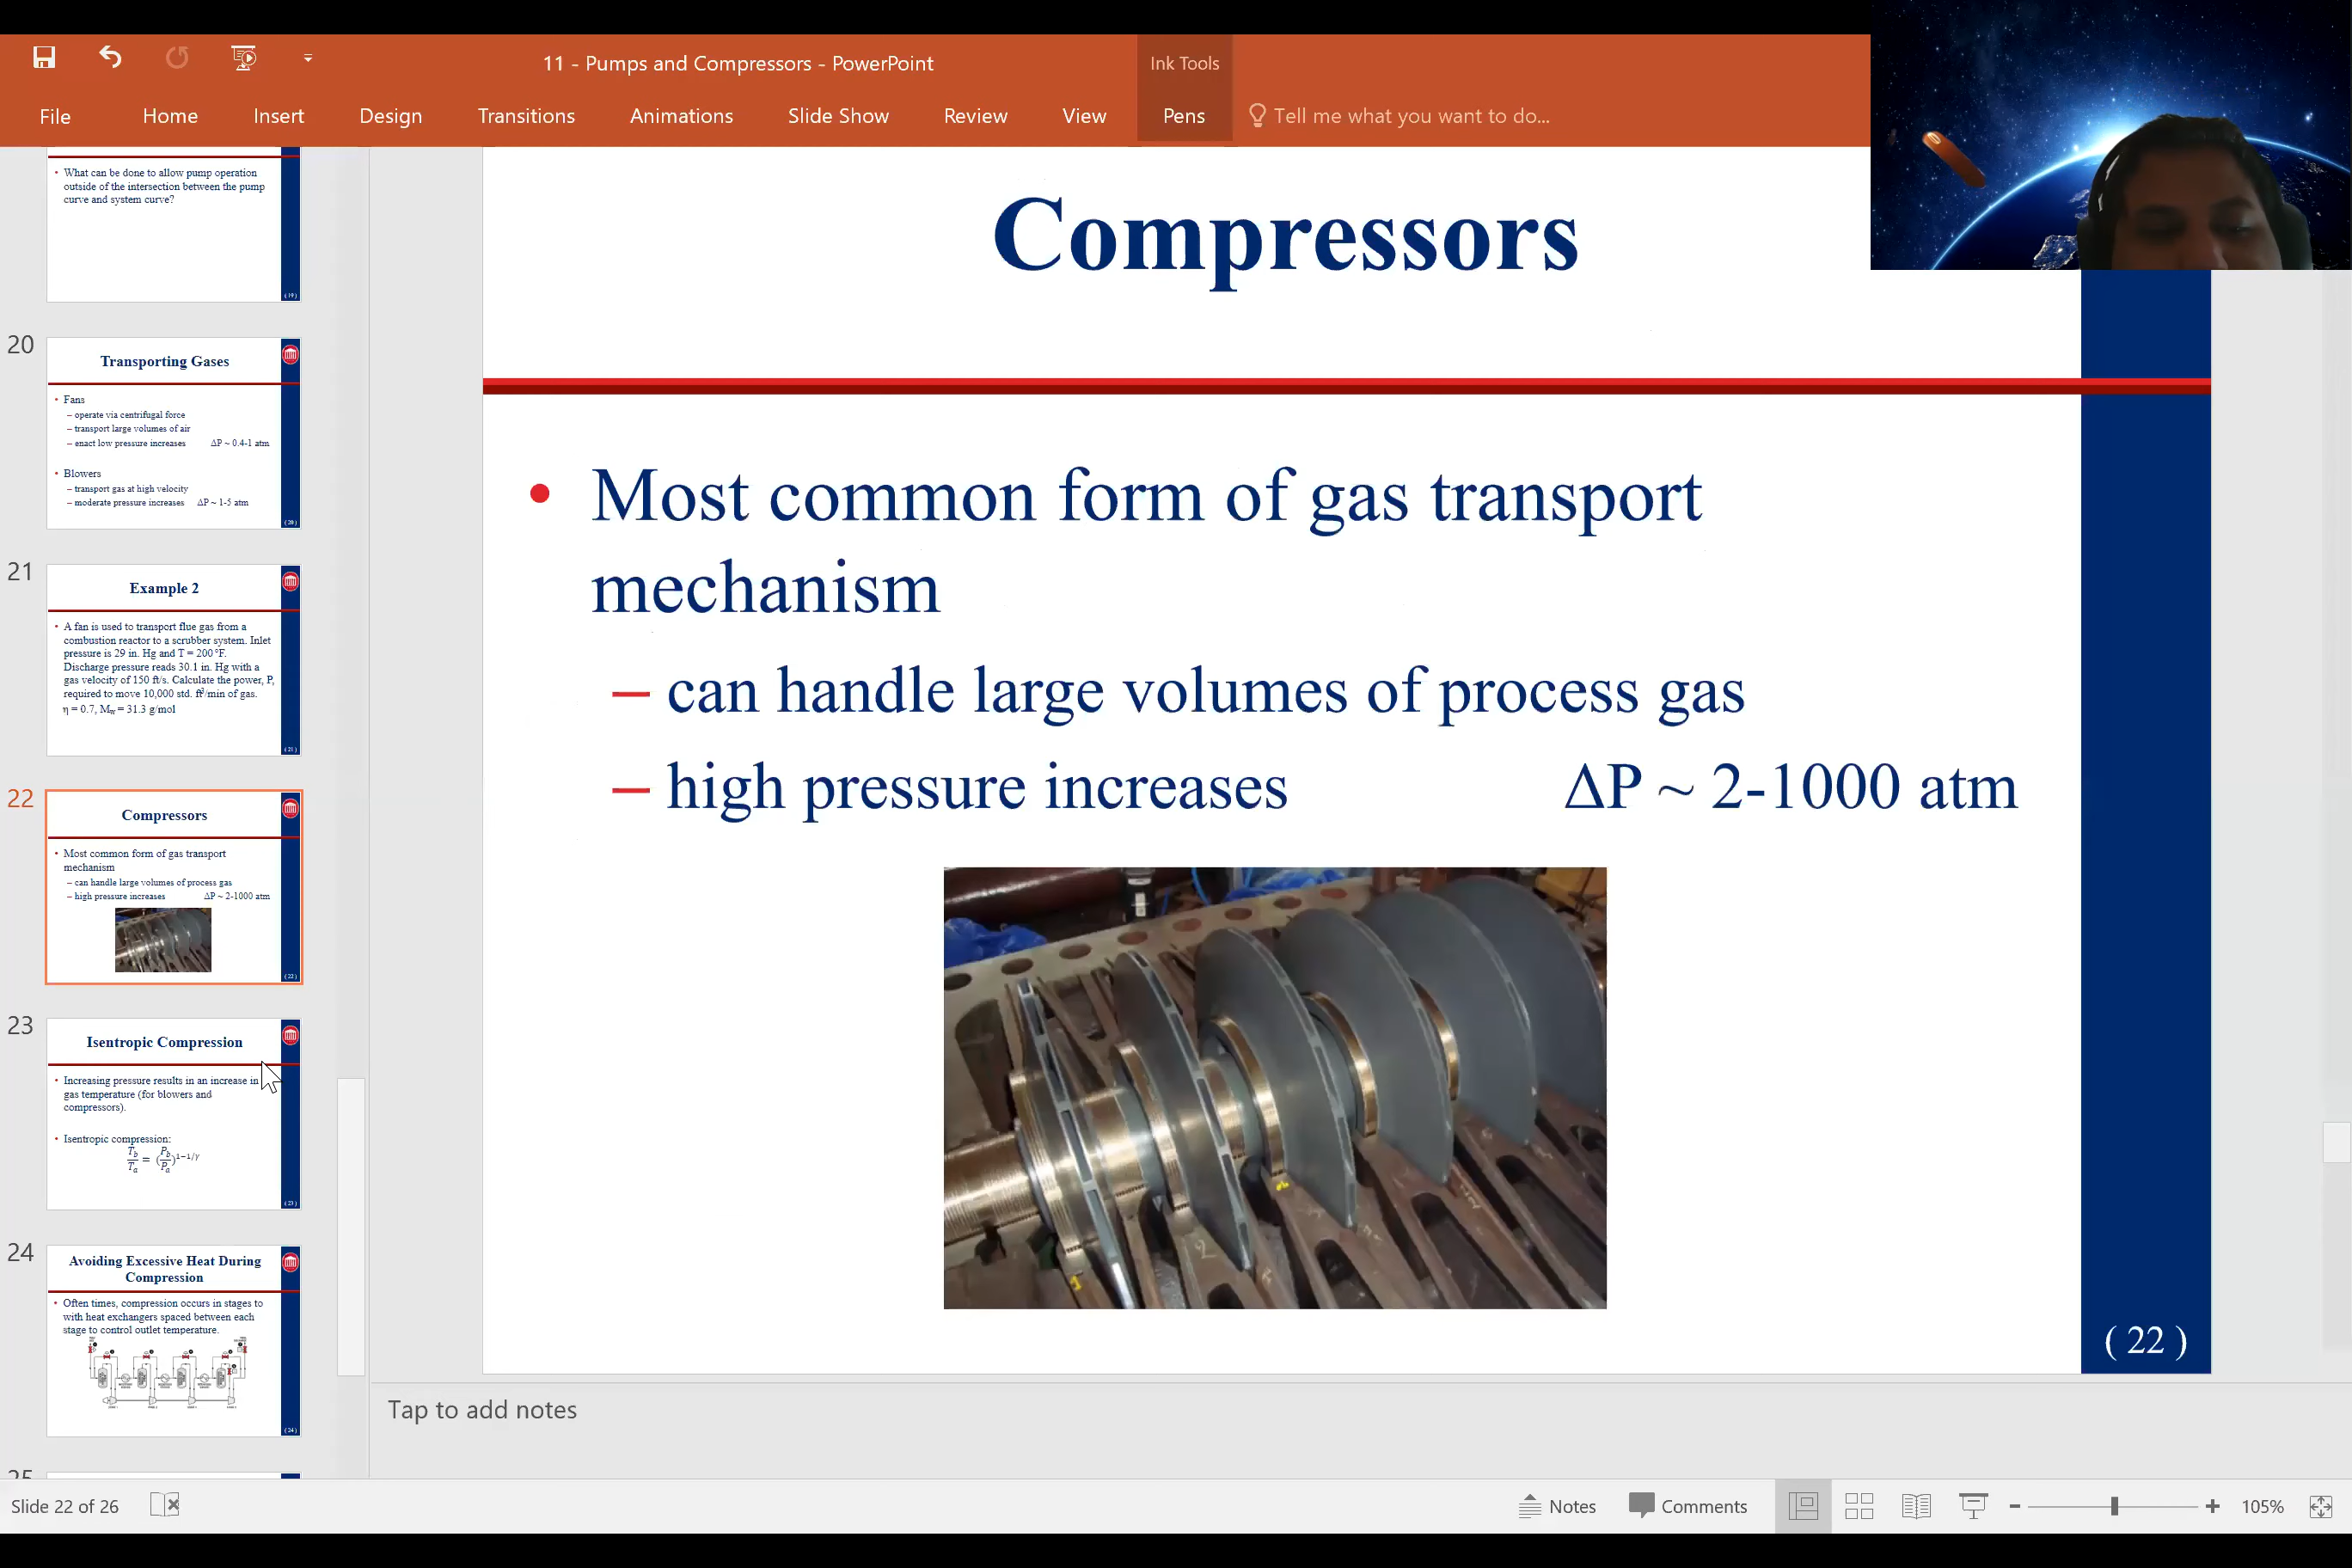 11 - Pumps and Compressors - PowerPoint
Ink Tools
File
Home
Insert
Design
Transitions
Animations
Slide Show
Review
View
Pens
Tell me what you want to do...
• What can be done to allow pump operation
outside of the intersection between the pump
curve and system curve?
(19)
20
Transporting Gases
• Fans
– operate via centrifugal force
– transport large volumes of air
– enact low pressure increases ΔP ~ 0.4-1 atm
• Blowers
– transport gas at high velocity
– moderate pressure increases ΔP ~ 1-5 atm
(20)
21
Example 2
• A fan is used to transport flue gas from a
combustion reactor to a scrubber system. Inlet
pressure is 29 in. Hg and T = 200 °F.
Discharge pressure reads 30.1 in. Hg with a
gas velocity of 150 ft/s. Calculate the power, P,
required to move 10,000 std. ft³/min of gas.
η = 0.7, Mw = 31.3 g/mol
(21)
22
Compressors
• Most common form of gas transport
mechanism
– can handle large volumes of process gas
– high pressure increases ΔP ~ 2-1000 atm
(22)
23
Isentropic Compression
• Increasing pressure results in an increase in
gas temperature (for blowers and
compressors).
• Isentropic compression:
Tb/Ta = (Pb/Pa)^1−1/γ
(23)
24
Avoiding Excessive Heat During
Compression
• Often times, compression occurs in stages to
with heat exchangers spaced between each
stage to control outlet temperature.
(24)
25
Compressors
• Most common form of gas transport
mechanism
– can handle large volumes of process gas
– high pressure increases ΔP ~ 2-1000 atm
( 22 )
Tap to add notes
Slide 22 of 26
Notes
Comments
105%